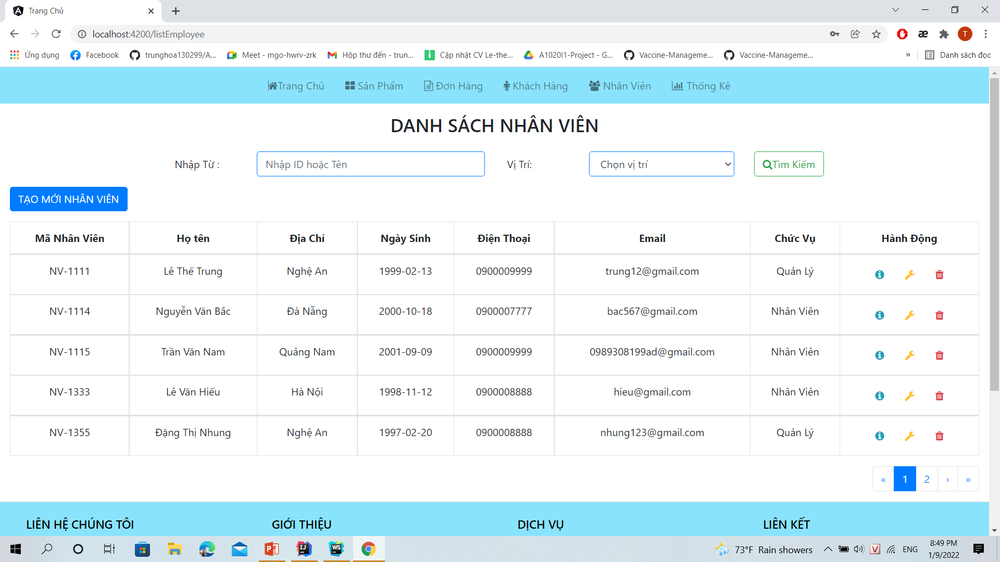 Trang Chủ
localhost:4200/listEmployee
T
Ứng dụng Facebook trunghoa130299/A... Meet - mgo-hwrv-zrk Hộp thư đến - trun... Cập nhật CV Le-the... A1020I1-Project - G... Vaccine-Manageme... Vaccine-Manageme... » Danh sách đọc
Trang Chủ Sản Phẩm Đơn Hàng Khách Hàng Nhân Viên Thống Kê
DANH SÁCH NHÂN VIÊN
Nhập Từ : Nhập ID hoặc Tên Vị Trí: Chọn vị trí Tìm Kiếm
TẠO MỚI NHÂN VIÊN
Mã Nhân Viên Họ tên Địa Chỉ Ngày Sinh Điện Thoại Email Chức Vụ Hành Động
NV-1111 Lê Thế Trung Nghệ An 1999-02-13 0900009999 trung12@gmail.com Quản Lý
NV-1114 Nguyễn Văn Bắc Đà Nẵng 2000-10-18 0900007777 bac567@gmail.com Nhân Viên
NV-1115 Trần Văn Nam Quảng Nam 2001-09-09 0900009999 0989308199ad@gmail.com Nhân Viên
NV-1333 Lê Văn Hiếu Hà Nội 1998-11-12 0900008888 hieu@gmail.com Nhân Viên
NV-1355 Đặng Thị Nhung Nghệ An 1997-02-20 0900008888 nhung123@gmail.com Quản Lý
« 1 2 › »
LIÊN HỆ CHÚNG TÔI GIỚI THIỆU DỊCH VỤ LIÊN KẾT
73°F Rain showers ENG 8:49 PM
1/9/2022